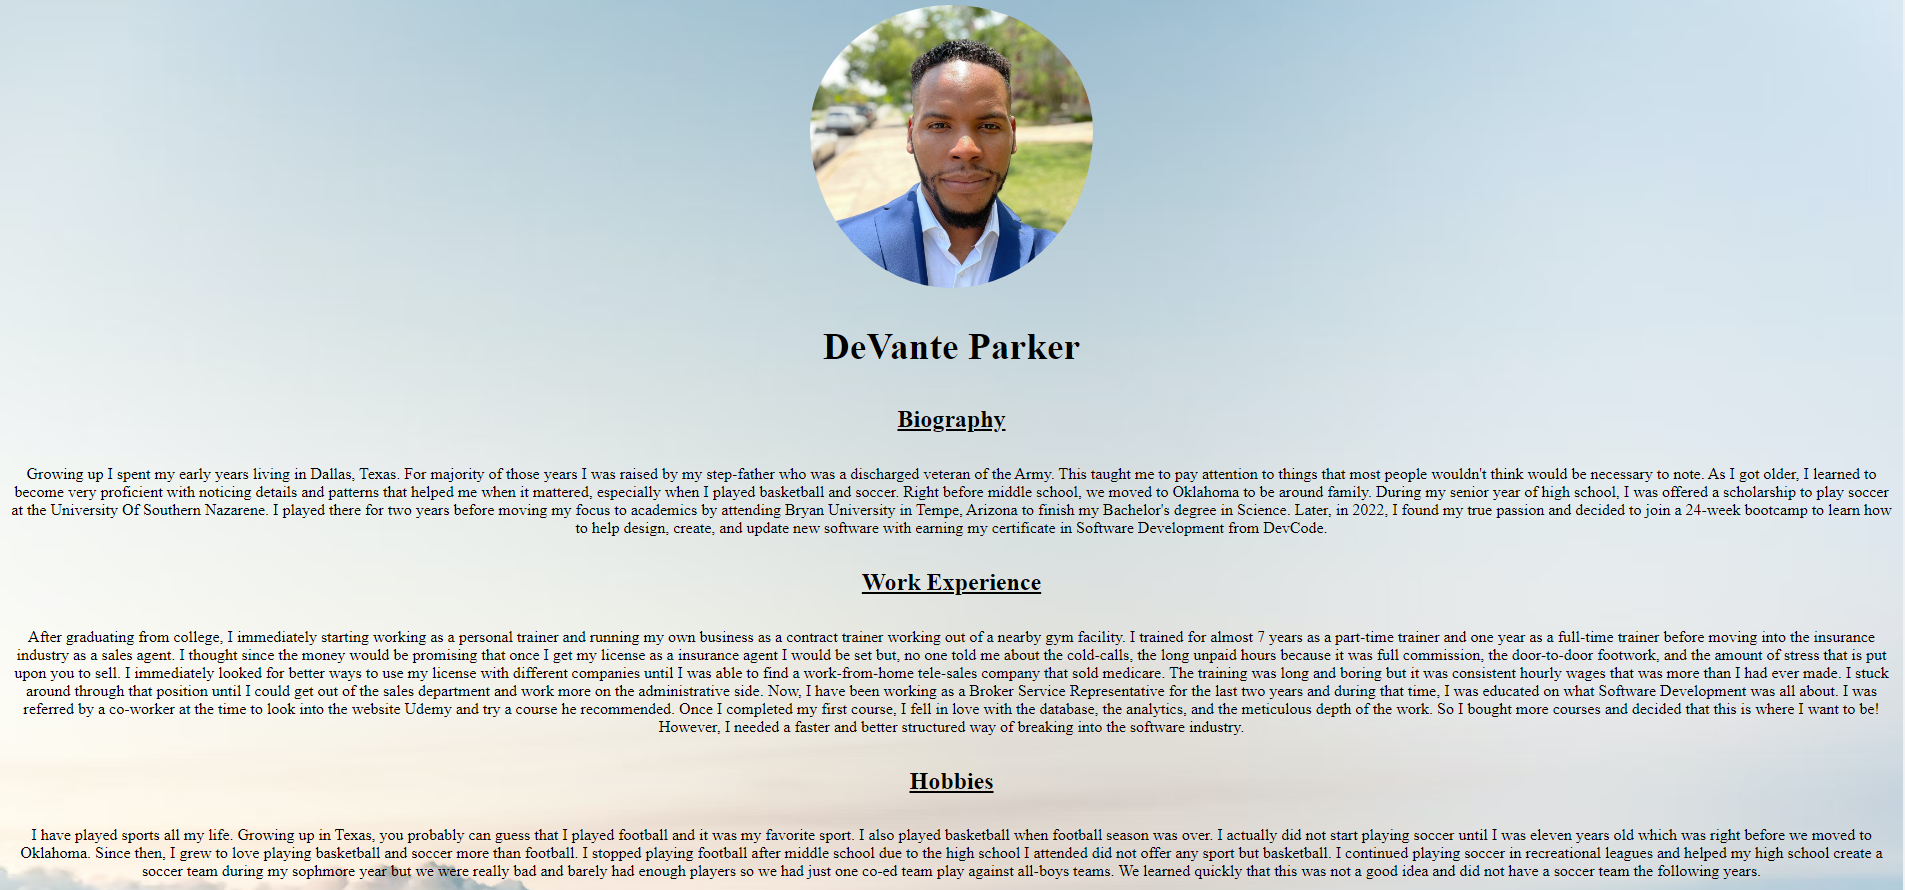 DeVante Parker
Biography
Growing up I spent my early years living in Dallas, Texas. For majority of those years I was raised by my step-father who was a discharged veteran of the Army. This taught me to pay attention to things that most people wouldn't think would be necessary to note. As I got older, I learned to
become very proficient with noticing details and patterns that helped me when it mattered, especially when I played basketball and soccer. Right before middle school, we moved to Oklahoma to be around family. During my senior year of high school, I was offered a scholarship to play soccer
at the University Of Southern Nazarene. I played there for two years before moving my focus to academics by attending Bryan University in Tempe, Arizona to finish my Bachelor's degree in Science. Later, in 2022, I found my true passion and decided to join a 24-week bootcamp to learn how
to help design, create, and update new software with earning my certificate in Software Development from DevCode.
Work Experience
After graduating from college, I immediately starting working as a personal trainer and running my own business as a contract trainer working out of a nearby gym facility. I trained for almost 7 years as a part-time trainer and one year as a full-time trainer before moving into the insurance
industry as a sales agent. I thought since the money would be promising that once I get my license as a insurance agent I would be set but, no one told me about the cold-calls, the long unpaid hours because it was full commission, the door-to-door footwork, and the amount of stress that is put
upon you to sell. I immediately looked for better ways to use my license with different companies until I was able to find a work-from-home tele-sales company that sold medicare. The training was long and boring but it was consistent hourly wages that was more than I had ever made. I stuck
around through that position until I could get out of the sales department and work more on the administrative side. Now, I have been working as a Broker Service Representative for the last two years and during that time, I was educated on what Software Development was all about. I was
referred by a co-worker at the time to look into the website Udemy and try a course he recommended. Once I completed my first course, I fell in love with the database, the analytics, and the meticulous depth of the work. So I bought more courses and decided that this is where I want to be!
However, I needed a faster and better structured way of breaking into the software industry.
Hobbies
I have played sports all my life. Growing up in Texas, you probably can guess that I played football and it was my favorite sport. I also played basketball when football season was over. I actually did not start playing soccer until I was eleven years old which was right before we moved to
Oklahoma. Since then, I grew to love playing basketball and soccer more than football. I stopped playing football after middle school due to the high school I attended did not offer any sport but basketball. I continued playing soccer in recreational leagues and helped my high school create a
soccer team during my sophmore year but we were really bad and barely had enough players so we had just one co-ed team play against all-boys teams. We learned quickly that this was not a good idea and did not have a soccer team the following years.